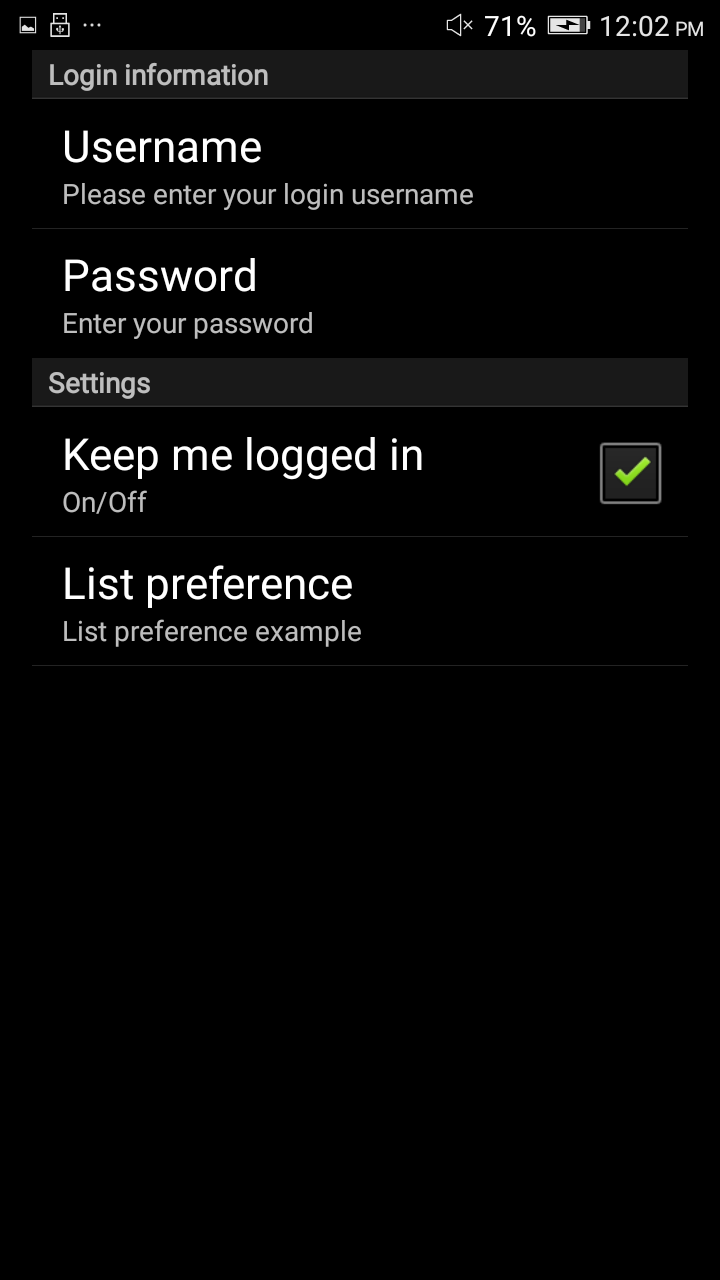 71% 12:02 PM
Login information
Username
Please enter your login username
Password
Enter your password
Settings
Keep me logged in
On/Off
List preference
List preference example